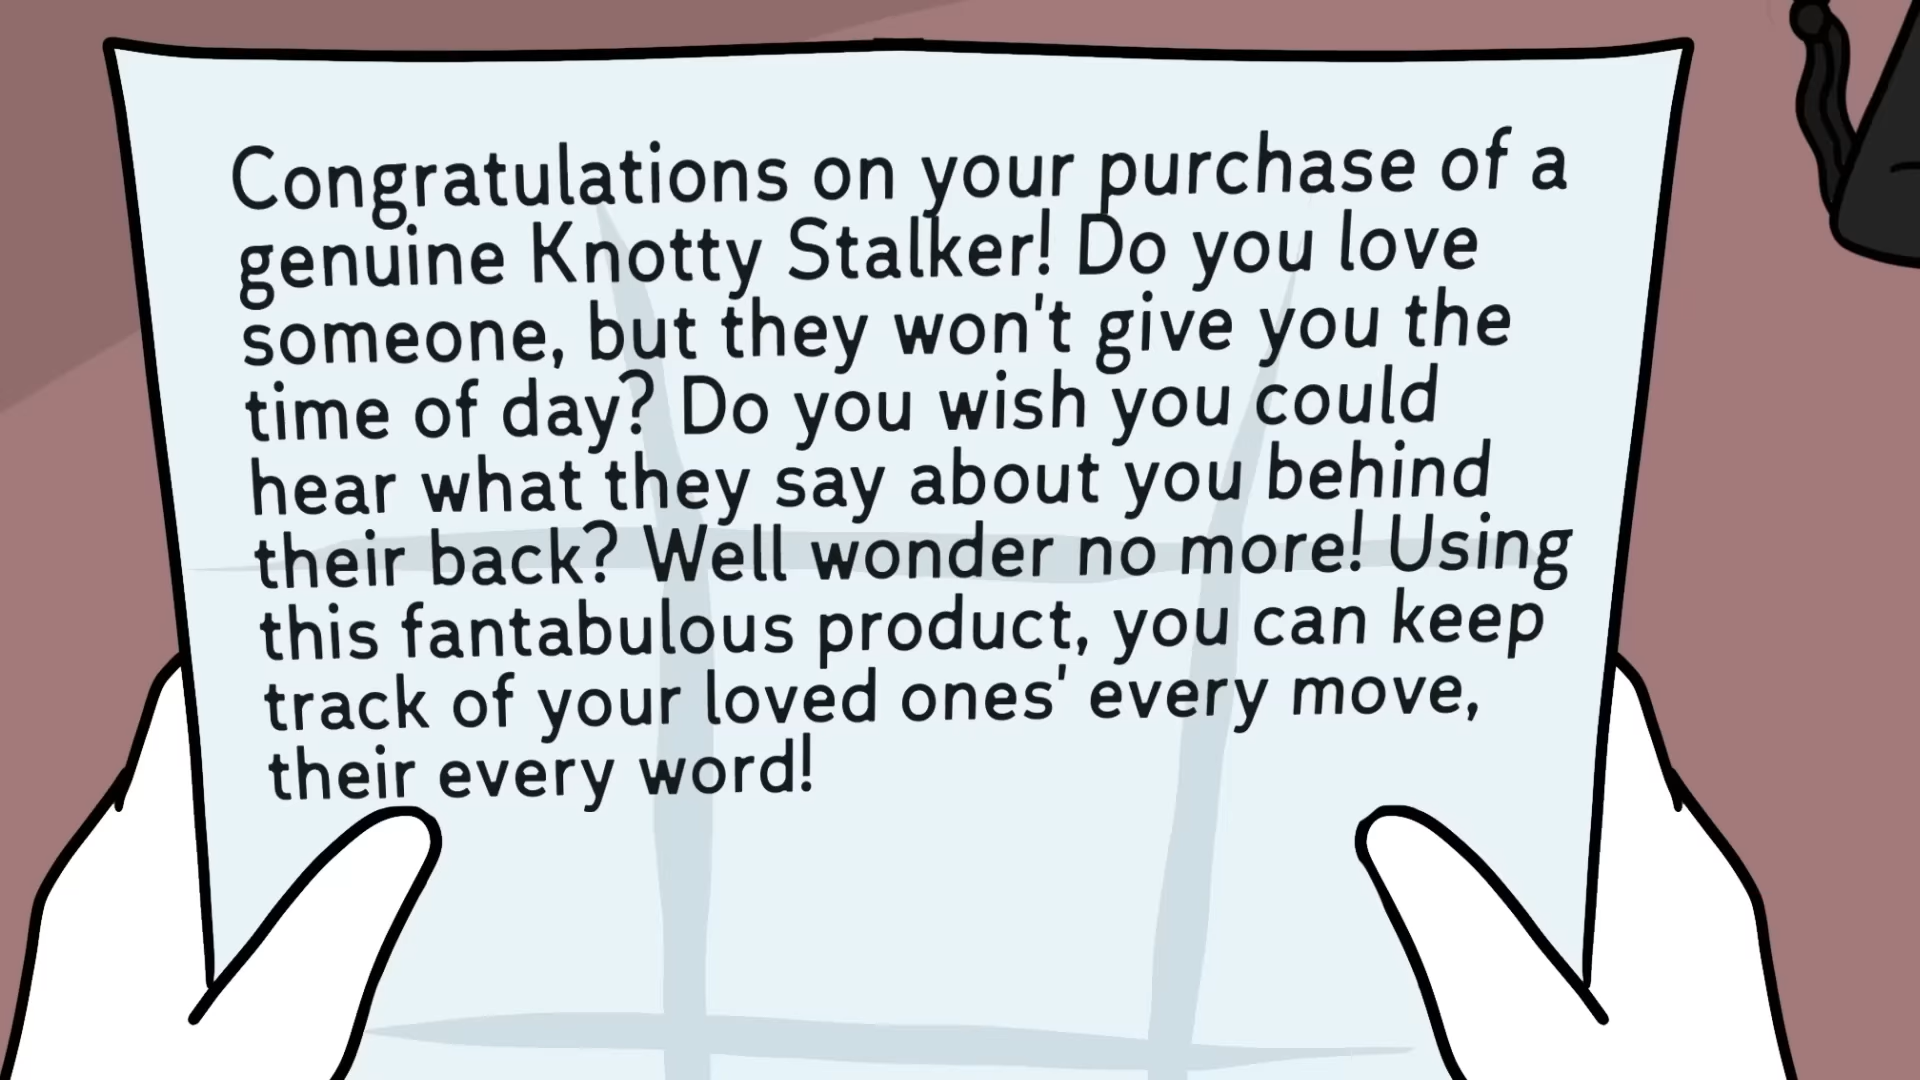 Congratulations on your purchase of a
genuine Knotty Stalker! Do you love
someone, but they won't give you the
time of day? Do you wish you could
hear what they say about you behind
their back? Well wonder no more! Using
this fantabulous product, you can keep
track of your loved ones' every move,
their every word!